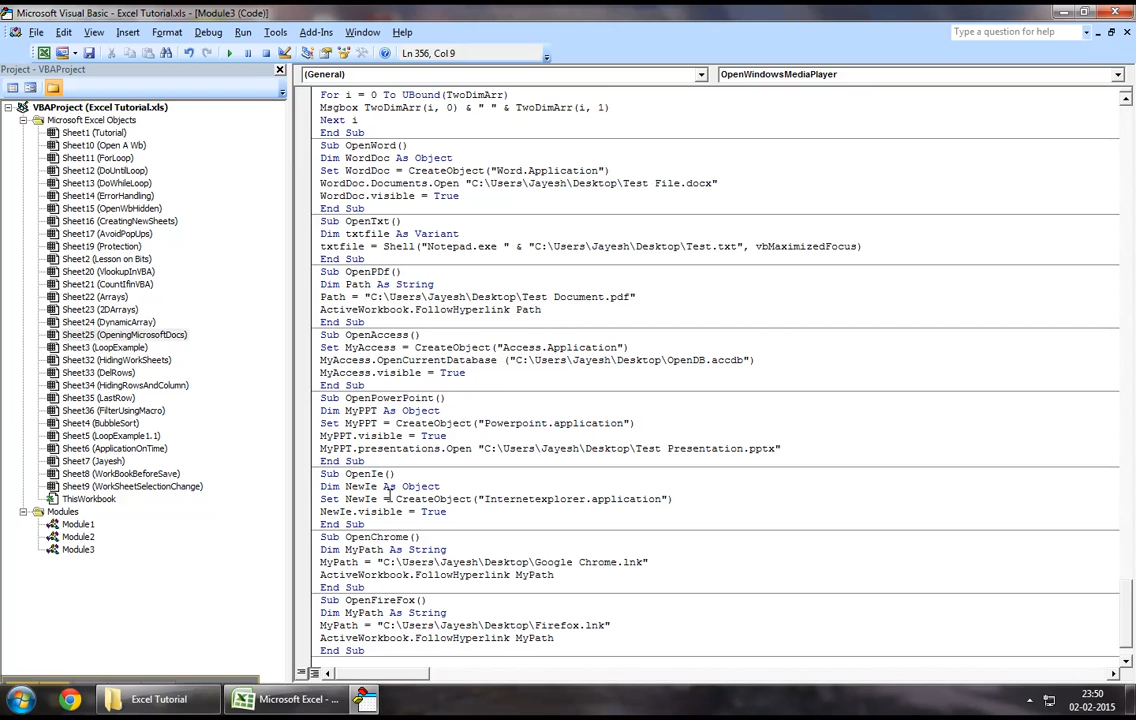 Microsoft Visual Basic - Excel Tutorial.xls - [Module3 (Code)]
File Edit View Insert Format Debug Run Tools Add-Ins Window Help
Type a question for help
Ln 356, Col 9
Project - VBAProject
(General)
OpenWindowsMediaPlayer
VBAProject (Excel Tutorial.xls)
Microsoft Excel Objects
Sheet1 (Tutorial)
Sheet10 (Open A Wb)
Sheet11 (ForLoop)
Sheet12 (DoUntilLoop)
Sheet13 (DoWhileLoop)
Sheet14 (ErrorHandling)
Sheet15 (OpenWbHidden)
Sheet16 (CreatingNewSheets)
Sheet17 (AvoidPopUps)
Sheet19 (Protection)
Sheet2 (Lesson on Bits)
Sheet20 (VlookupInVBA)
Sheet21 (CountIfinVBA)
Sheet22 (Arrays)
Sheet23 (2DArrays)
Sheet24 (DynamicArray)
Sheet25 (OpeningMicrosoftDocs)
Sheet3 (LoopExample)
Sheet32 (HidingWorkSheets)
Sheet33 (DelRows)
Sheet34 (HidingRowsAndColumn)
Sheet35 (LastRow)
Sheet36 (FilterUsingMacro)
Sheet4 (BubbleSort)
Sheet5 (LoopExample1.1)
Sheet6 (ApplicationOnTime)
Sheet7 (Jayesh)
Sheet8 (WorkBookBeforeSave)
Sheet9 (WorkSheetSelectionChange)
ThisWorkbook
Modules
Module1
Module2
Module3
For i = 0 To UBound(TwoDimArr)
Msgbox TwoDimArr(i, 0) & " " & TwoDimArr(i, 1)
Next i
End Sub
Sub OpenWord()
Dim WordDoc As Object
Set WordDoc = CreateObject("Word.Application")
WordDoc.Documents.Open "C:\Users\Jayesh\Desktop\Test File.docx"
WordDoc.visible = True
End Sub
Sub OpenTxt()
Dim txtfile As Variant
txtfile = Shell("Notepad.exe " & "C:\Users\Jayesh\Desktop\Test.txt", vbMaximizedFocus)
End Sub
Sub OpenPDf()
Dim Path As String
Path = "C:\Users\Jayesh\Desktop\Test Document.pdf"
ActiveWorkbook.FollowHyperlink Path
End Sub
Sub OpenAccess()
Set MyAccess = CreateObject("Access.Application")
MyAccess.OpenCurrentDatabase ("C:\Users\Jayesh\Desktop\OpenDB.accdb")
MyAccess.visible = True
End Sub
Sub OpenPowerPoint()
Dim MyPPT As Object
Set MyPPT = CreateObject("Powerpoint.application")
MyPPT.visible = True
MyPPT.presentations.Open "C:\Users\Jayesh\Desktop\Test Presentation.pptx"
End Sub
Sub OpenIe()
Dim NewIe As Object
Set NewIe = CreateObject("Internetexplorer.application")
NewIe.visible = True
End Sub
Sub OpenChrome()
Dim MyPath As String
MyPath = "C:\Users\Jayesh\Desktop\Google Chrome.lnk"
ActiveWorkbook.FollowHyperlink MyPath
End Sub
Sub OpenFireFox()
Dim MyPath As String
MyPath = "C:\Users\Jayesh\Desktop\Firefox.lnk"
ActiveWorkbook.FollowHyperlink MyPath
End Sub
Excel Tutorial
Microsoft Excel - ...
23:50
02-02-2015